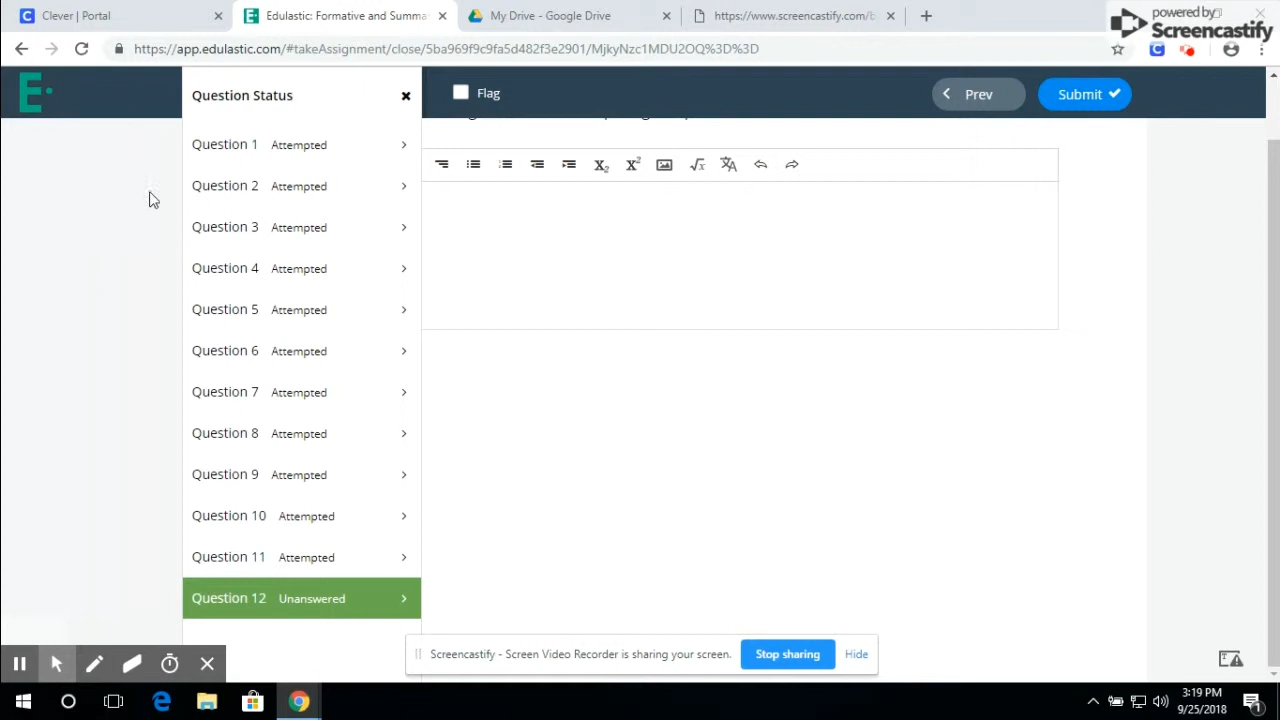 Clever | Portal
Edulastic: Formative and Summa
My Drive - Google Drive
https://www.screencastify.com/b
powered by
Screencastify
https://app.edulastic.com/#takeAssignment/close/5ba969f9c9fa5d482f3e2901/MjkyNzc1MDU2OQ%3D%3D
E
Question Status
Flag
Prev
Submit
Question 1 Attempted
Question 2 Attempted
Question 3 Attempted
Question 4 Attempted
Question 5 Attempted
Question 6 Attempted
Question 7 Attempted
Question 8 Attempted
Question 9 Attempted
Question 10 Attempted
Question 11 Attempted
Question 12 Unanswered
X2 X2
Screencastify - Screen Video Recorder is sharing your screen.
Stop sharing
Hide
3:19 PM
9/25/2018
1